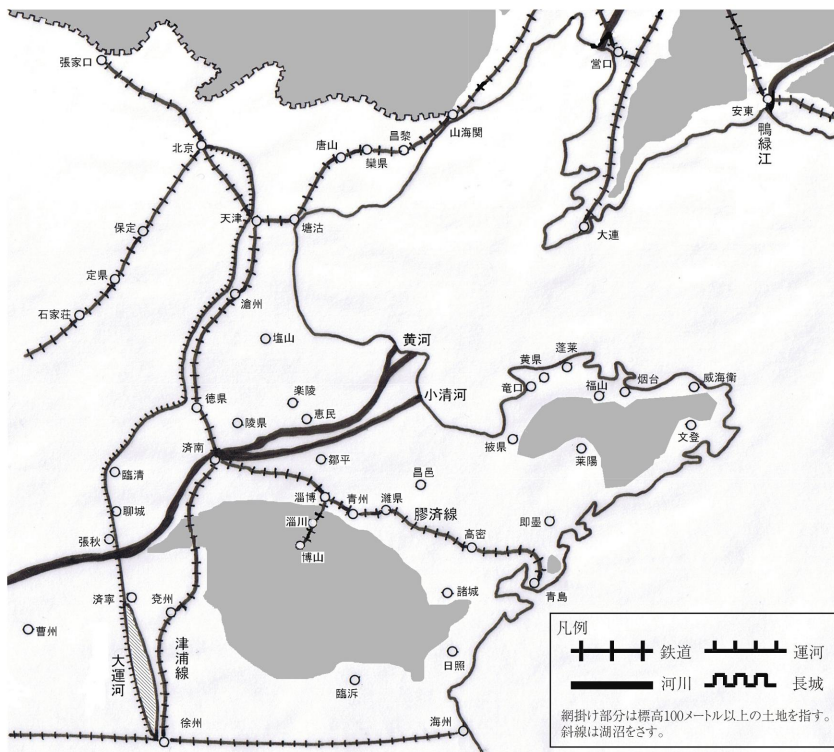 張家口
営口
安東
鴨緑江
北京
唐山
欒県
昌黎
山海関
天津
塘沽
大連
保定
定県
石家荘
滄州
塩山
黄河
小清河
蓬莱
黄県
竜口
福山
烟台
威海衛
徳県
陵県
楽陵
恵民
掖県
莱陽
文登
済南
鄒平
昌邑
臨清
聊城
張秋
淄博
青州
濰県
膠済線
淄川
博山
高密
即墨
青島
済寧
兗州
曹州
諸城
日照
大運河
津浦線
臨浜
徐州
海州
凡例
鉄道
運河
河川
長城
網掛け部分は標高100メートル以上の土地を指す。
斜線は湖沼をさす。